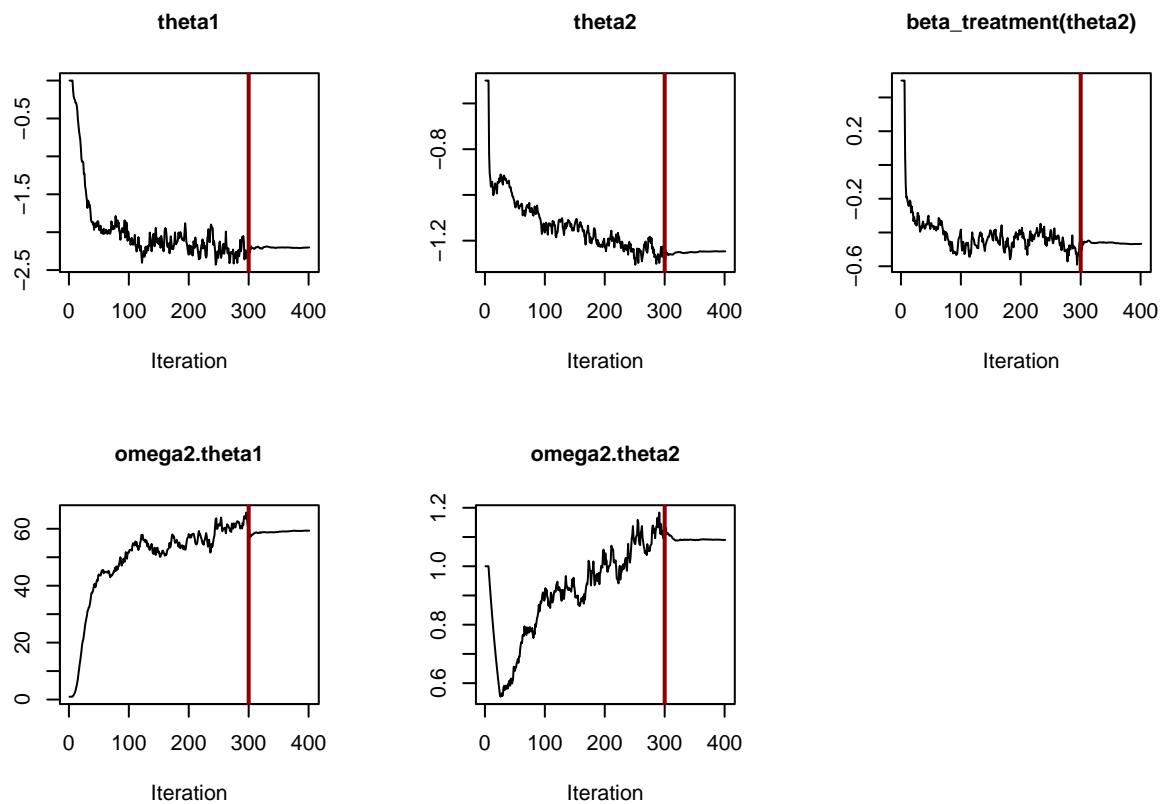 theta1
theta2
beta_treatment(theta2)
−0.5
−1.5
−2.5
0 100 200 300 400
Iteration
−0.8
−1.2
0 100 200 300 400
Iteration
0.2
−0.2
−0.6
0 100 200 300 400
Iteration
omega2.theta1
omega2.theta2
60
40
20
0
0 100 200 300 400
Iteration
1.2
1.0
0.8
0.6
0 100 200 300 400
Iteration